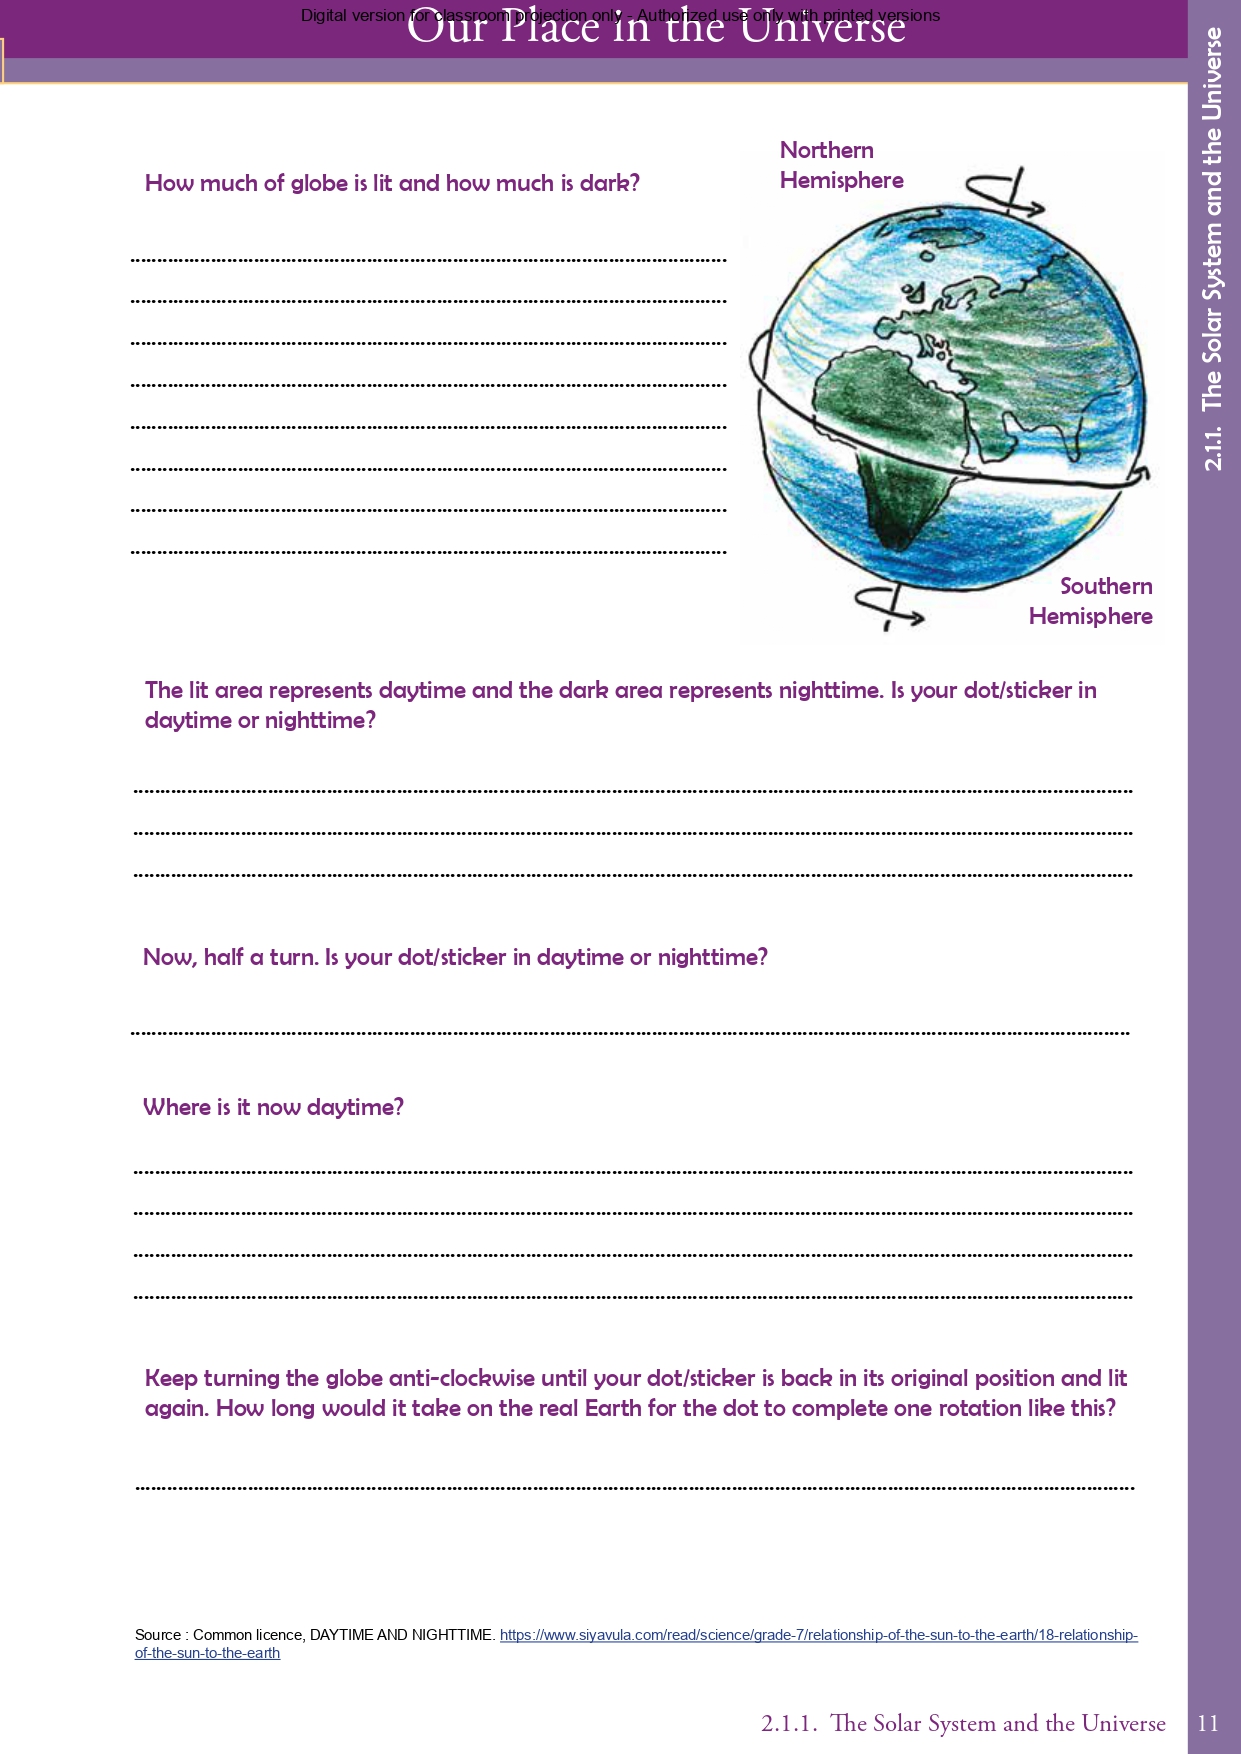 Digital version for classroom projection only - Authorized use only with printed versions
Our Place in the Universe
2.1.1. The Solar System and the Universe
How much of globe is lit and how much is dark?
Northern
Hemisphere
Southern
Hemisphere
The lit area represents daytime and the dark area represents nighttime. Is your dot/sticker in
daytime or nighttime?
Now, half a turn. Is your dot/sticker in daytime or nighttime?
Where is it now daytime?
Keep turning the globe anti-clockwise until your dot/sticker is back in its original position and lit
again. How long would it take on the real Earth for the dot to complete one rotation like this?
Source : Common licence, DAYTIME AND NIGHTTIME. https://www.siyavula.com/read/science/grade-7/relationship-of-the-sun-to-the-earth/18-relationship-
of-the-sun-to-the-earth
2.1.1. The Solar System and the Universe 11